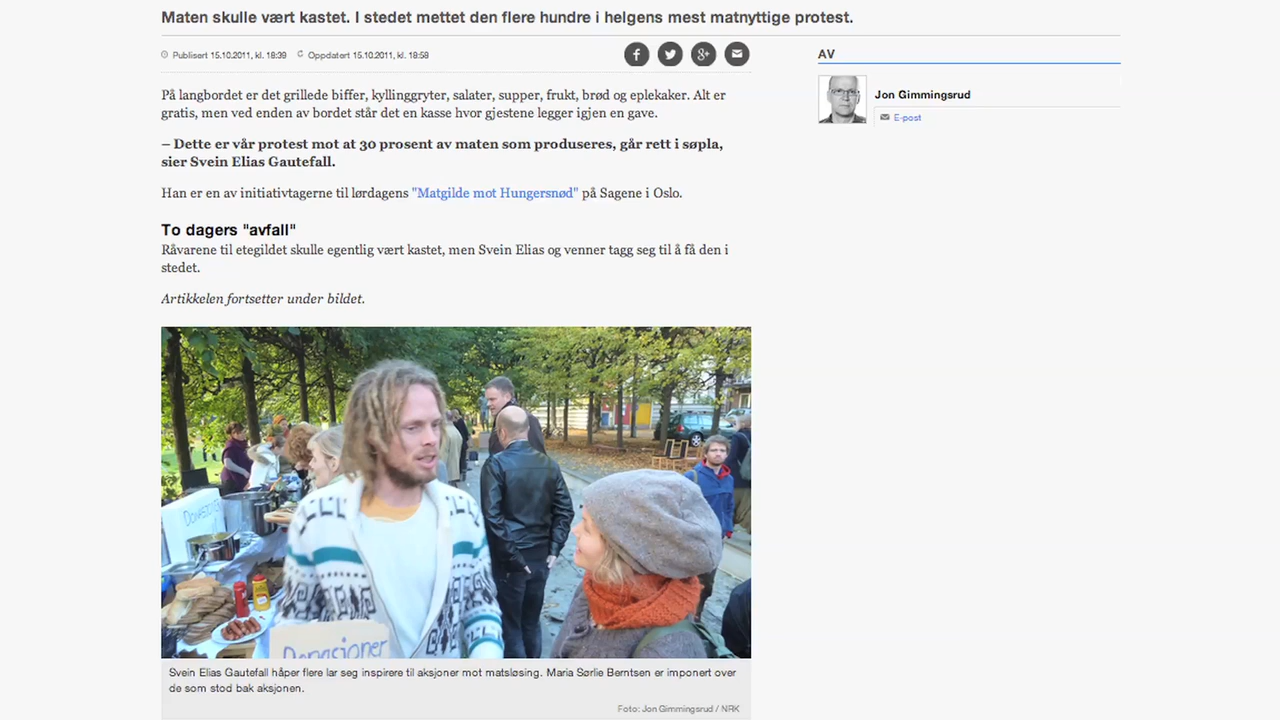 Maten skulle vært kastet. I stedet mettet den flere hundre i helgens mest matnyttige protest.
Publisert 15.10.2011, kl. 18:39 Oppdatert 15.10.2011, kl. 18:58
AV
Jon Gimmingsrud
E-post
På langbordet er det grillede biffer, kyllinggryter, salater, supper, frukt, brød og eplekaker. Alt er
gratis, men ved enden av bordet står det en kasse hvor gjestene legger igjen en gave.
– Dette er vår protest mot at 30 prosent av maten som produseres, går rett i søpla,
sier Svein Elias Gautefall.
Han er en av initiativtagerne til lørdagens "Matgilde mot Hungersnød" på Sagene i Oslo.
To dagers "avfall"
Råvarene til etegildet skulle egentlig vært kastet, men Svein Elias og venner tagg seg til å få den i
stedet.
Artikkelen fortsetter under bildet.
Donasjoner
Svein Elias Gautefall håper flere lar seg inspirere til aksjoner mot matsløsing. Maria Sørlie Berntsen er imponert over
de som stod bak aksjonen.
Foto: Jon Gimmingsrud / NRK